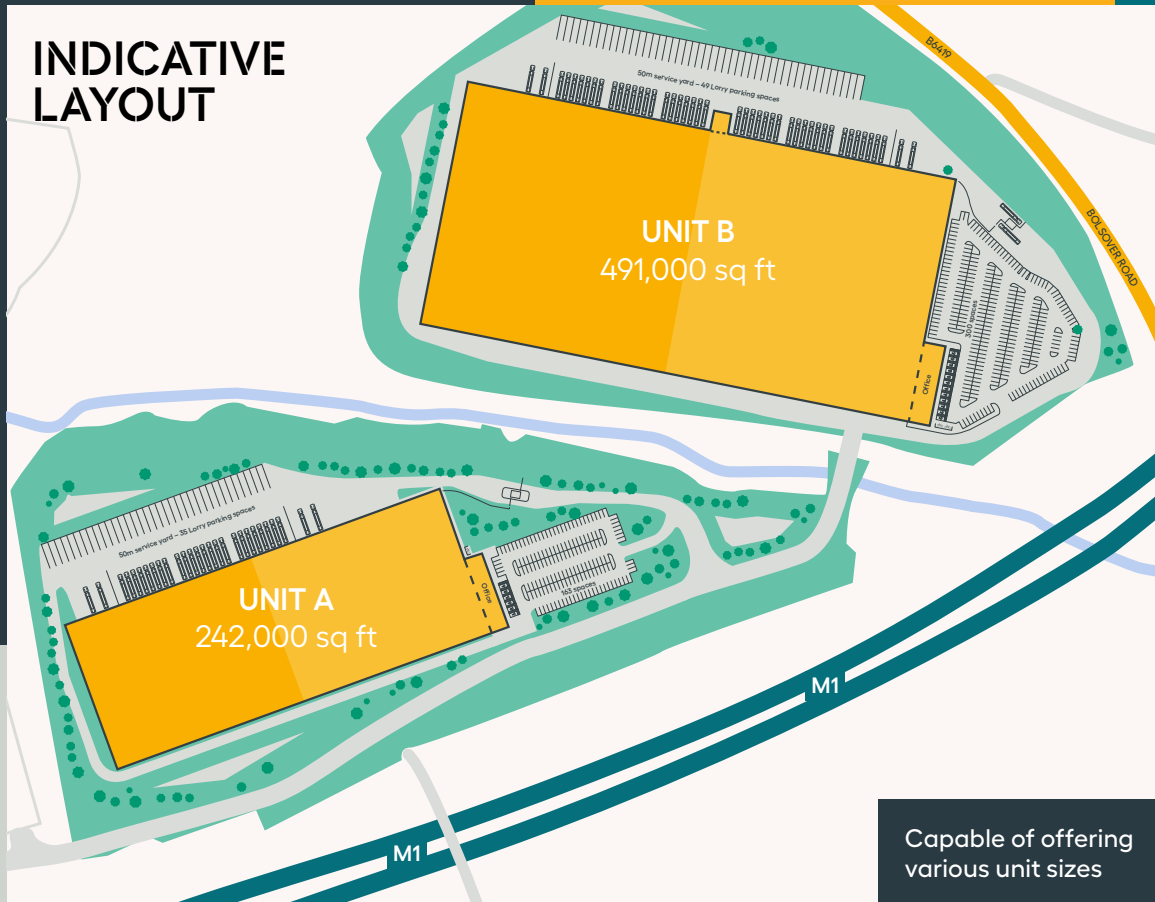 INDICATIVE
LAYOUT
B6419
50m service yard – 49 Lorry parking spaces
UNIT B
491,000 sq ft
BOLSOVER ROAD
300 spaces
Office
50m service yard – 35 Lorry parking spaces
UNIT A
242,000 sq ft
Office
163 spaces
M1
M1
Capable of offering
various unit sizes